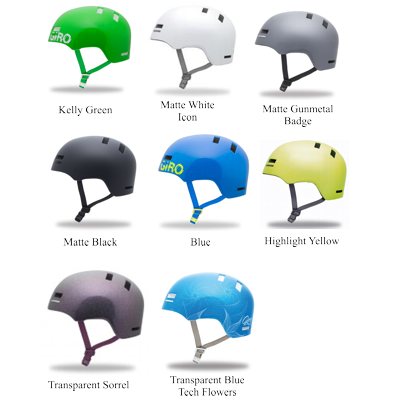 GIRO
Kelly Green
Matte White
Icon
Matte Gunmetal
Badge
GIRO
Matte Black
Blue
Highlight Yellow
Transparent Sorrel
Transparent Blue
Tech Flowers